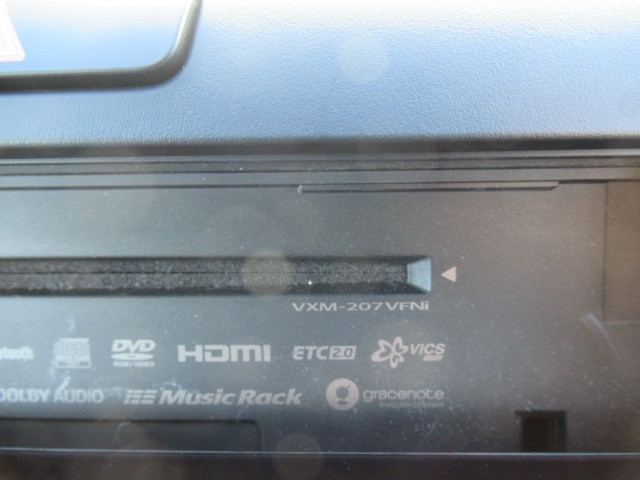 VXM-207VFNi
DVD HDMI ETC2.0 VICS
DOLBY AUDIO Music Rack gracenote